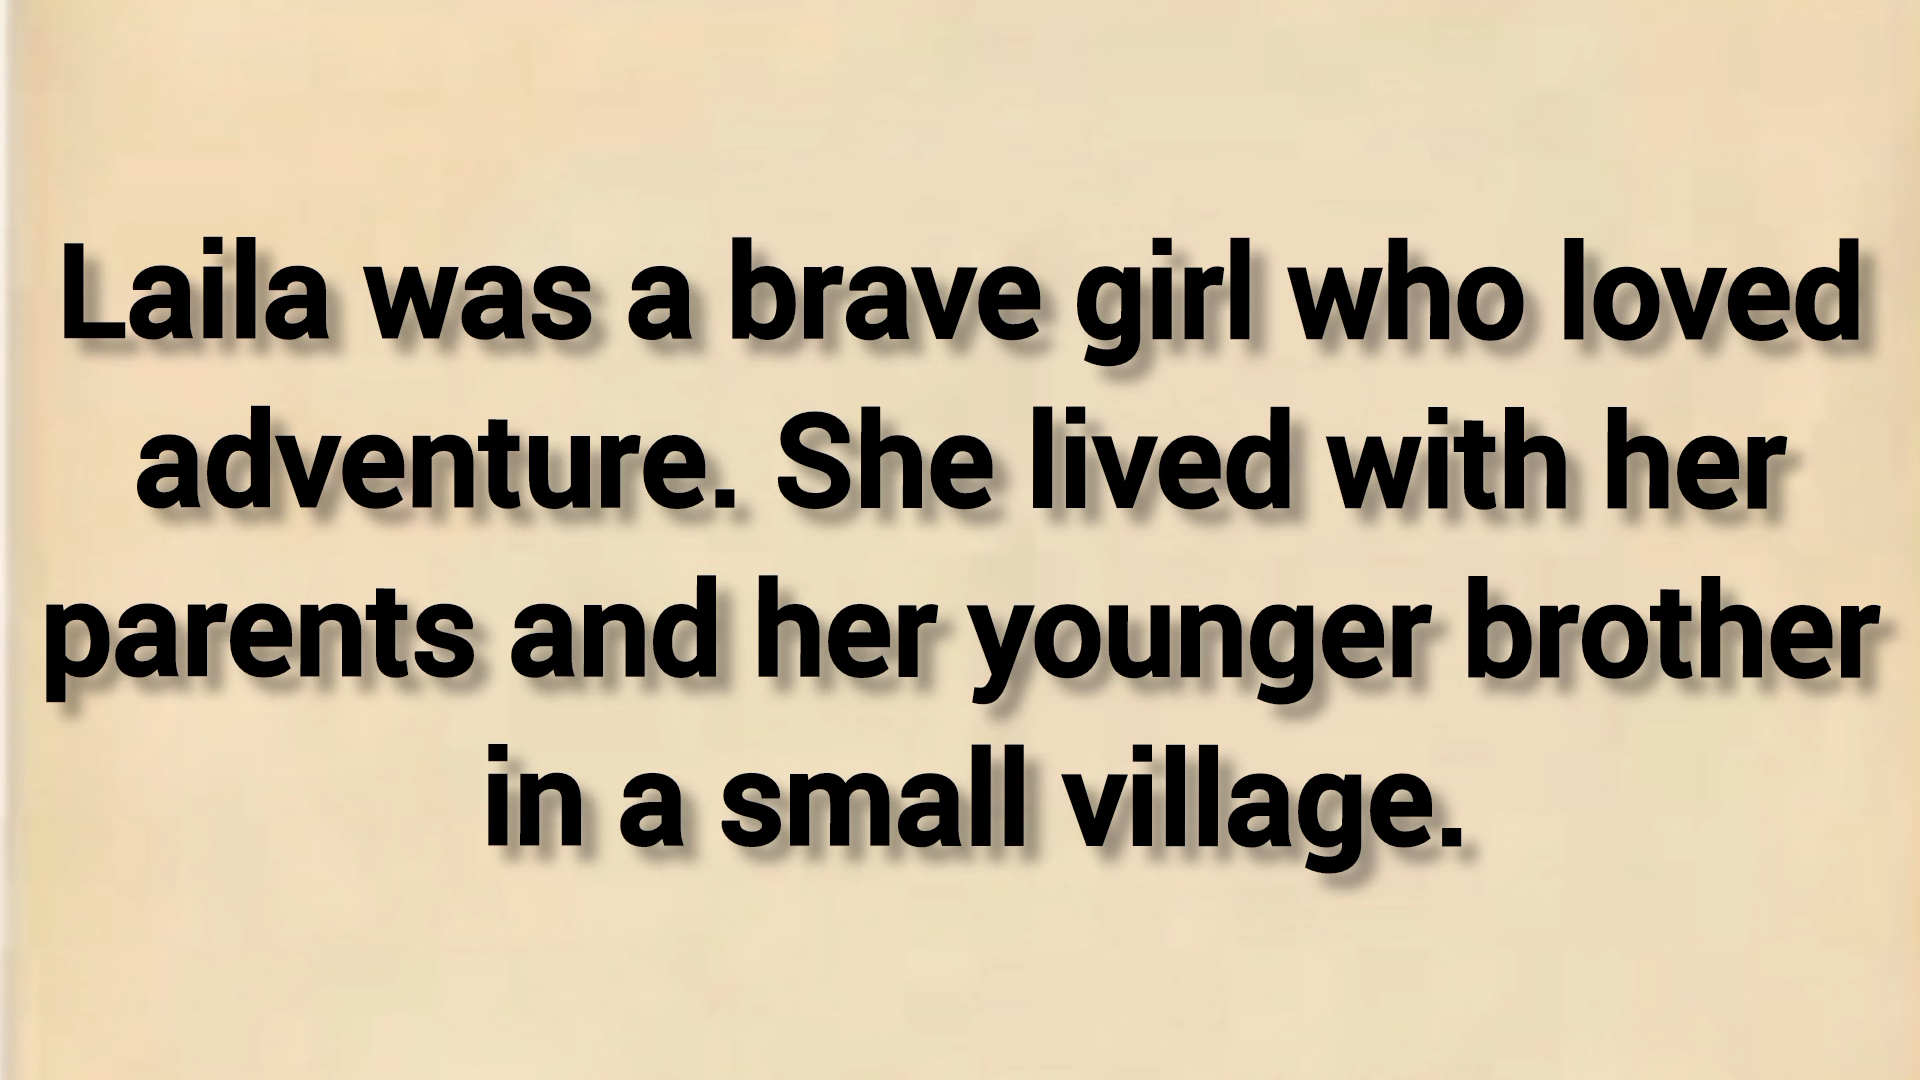 Laila was a brave girl who loved
adventure. She lived with her
parents and her younger brother
in a small village.